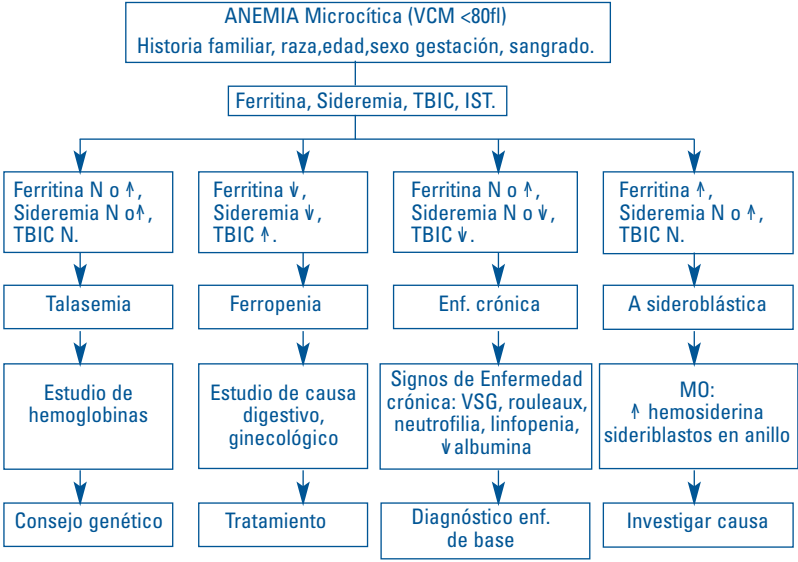 ANEMIA Microcítica (VCM <80fl)
Historia familiar, raza,edad,sexo gestación, sangrado.
Ferritina, Sideremia, TBIC, IST.
Ferritina N o ↑,
Sideremia N o↑,
TBIC N.
Ferritina ↓,
Sideremia ↓,
TBIC ↑.
Ferritina N o ↑,
Sideremia N o ↓,
TBIC ↓.
Ferritina ↑,
Sideremia N o ↑,
TBIC N.
Talasemia
Ferropenia
Enf. crónica
A sideroblástica
Estudio de
hemoglobinas
Estudio de causa
digestivo,
ginecológico
Signos de Enfermedad
crónica: VSG, rouleaux,
neutrofilia, linfopenia,
↓albumina
MO:
↑ hemosiderina
sideriblastos en anillo
Consejo genético
Tratamiento
Diagnóstico enf.
de base
Investigar causa